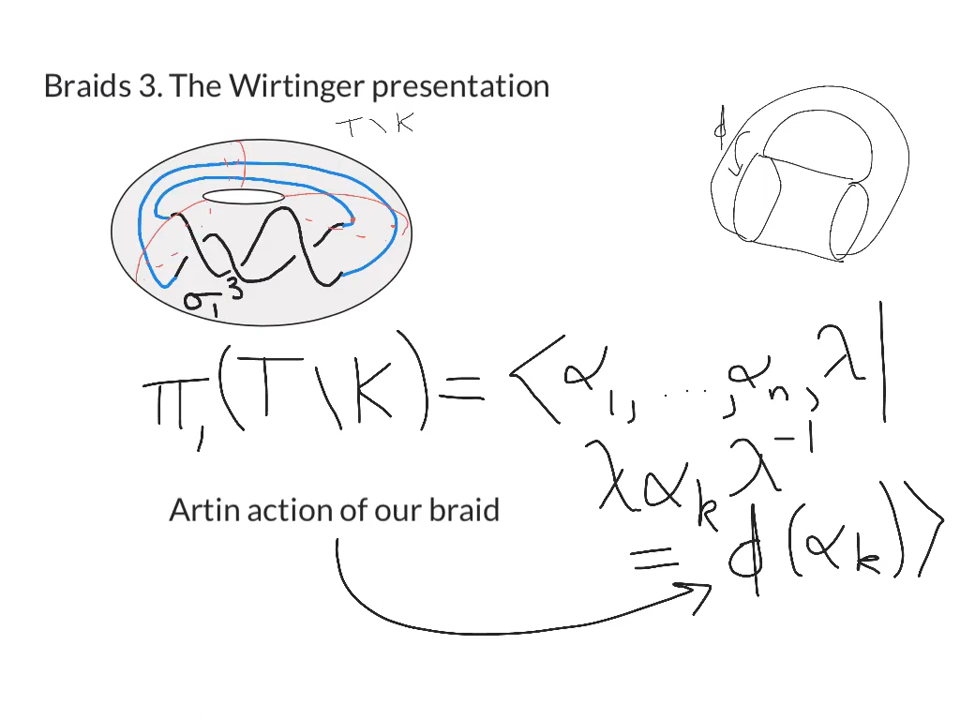 Braids 3. The Wirtinger presentation
T \ K
ϕ
σ₁³
π₁(T \ K) = ⟨α₁, ..., αₙ, λ |
λαₖλ⁻¹
Artin action of our braid
= ϕ(αₖ)⟩